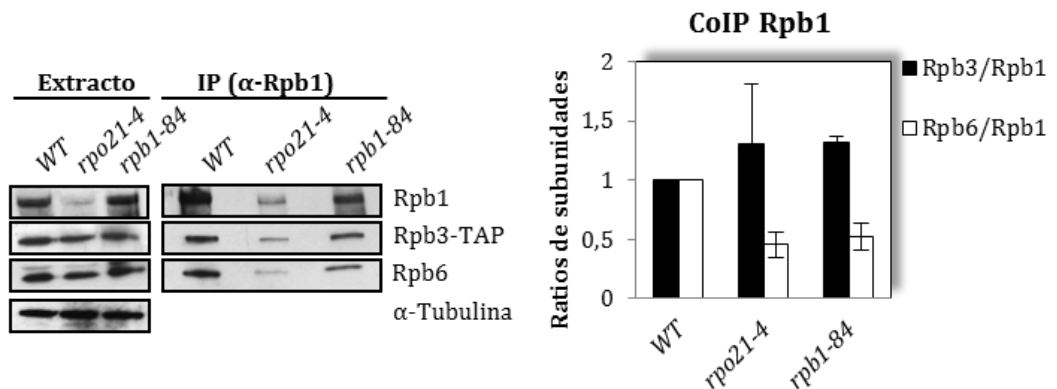 Extracto
IP (α-Rpb1)
WT
rpo21-4
rpb1-84
WT
rpo21-4
rpb1-84
Rpb1
Rpb3-TAP
Rpb6
α-Tubulina
CoIP Rpb1
Ratios de subunidades
2
1,5
1
0,5
0
WT
rpo21-4
rpb1-84
Rpb3/Rpb1
Rpb6/Rpb1